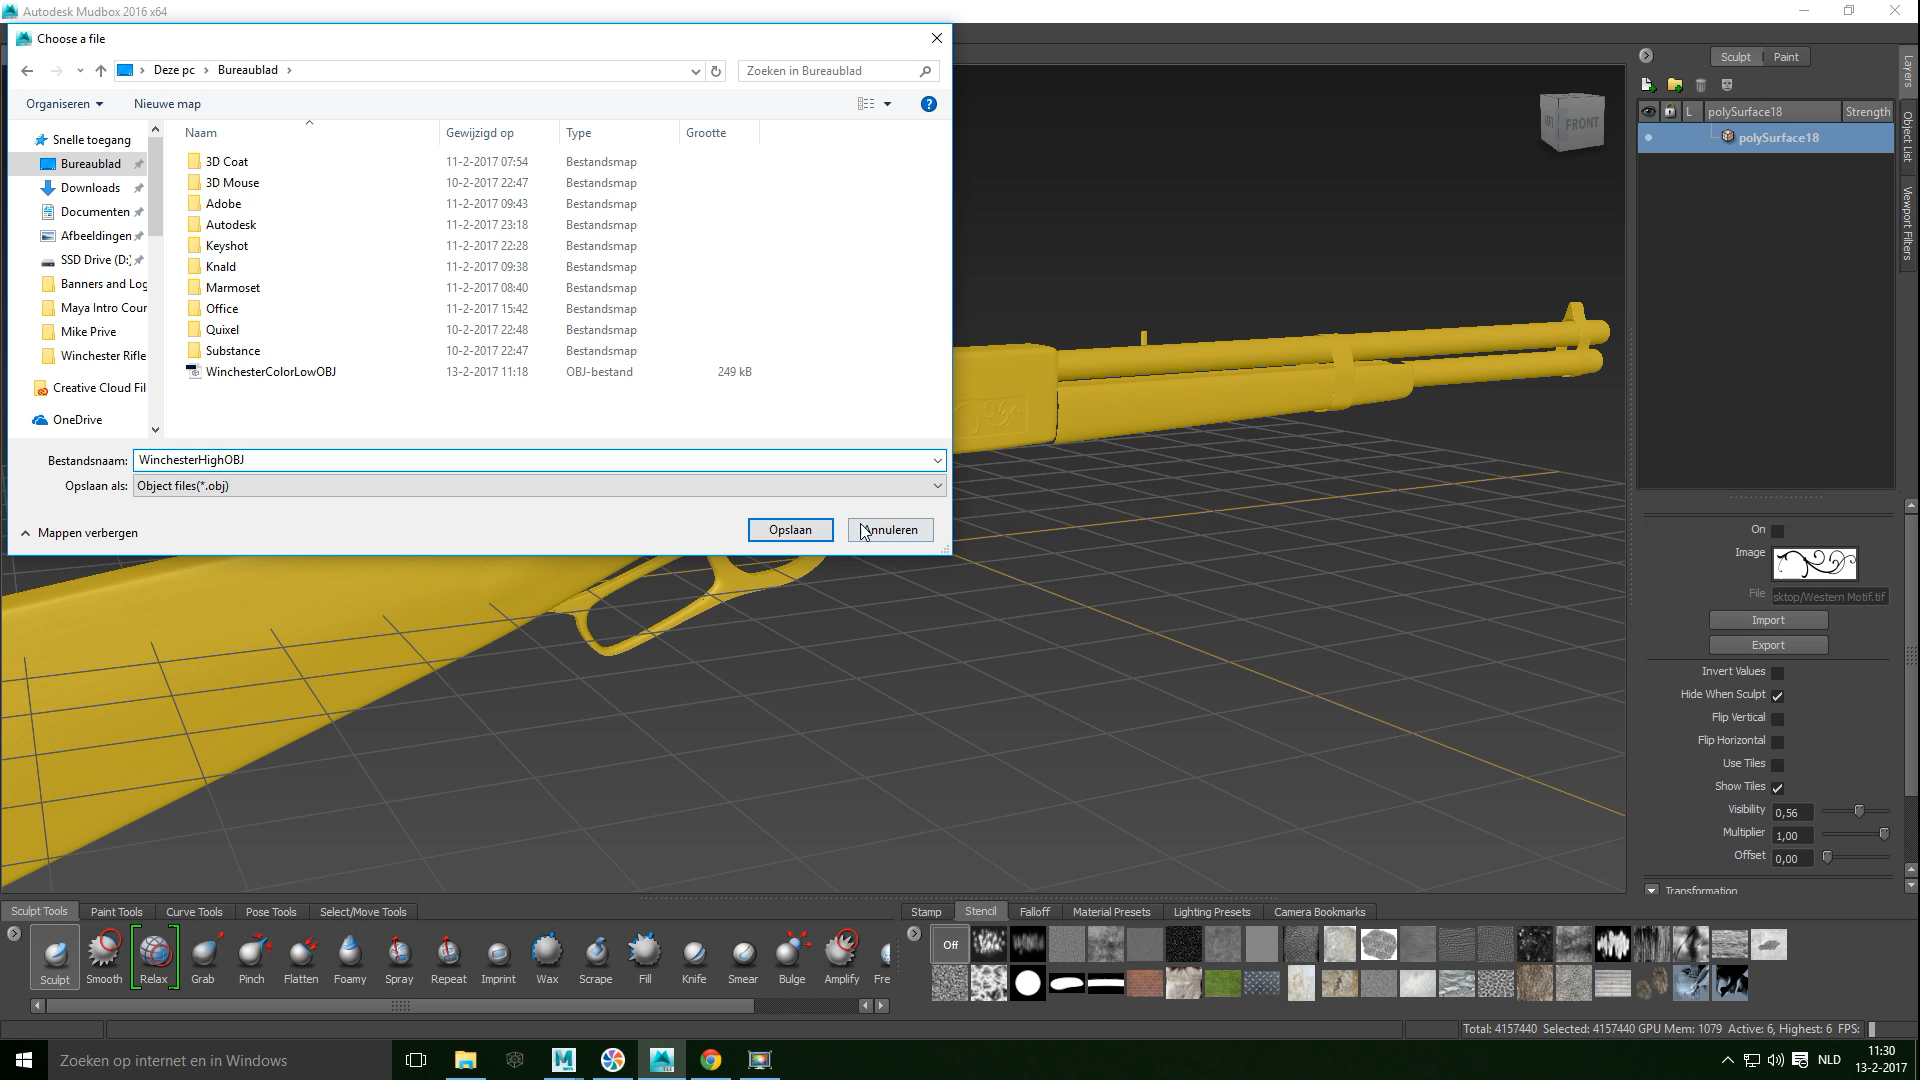 Autodesk Mudbox 2016 x64
Choose a file
Deze pc
Bureaublad
Zoeken in Bureaublad
Organiseren
Nieuwe map
Snelle toegang
Bureaublad
Downloads
Documenten
Afbeeldingen
SSD Drive (D:)
Banners and Log
Maya Intro Cour
Mike Prive
Winchester Rifle
Creative Cloud Fil
OneDrive
Naam Gewijzigd op Type Grootte
3D Coat 11-2-2017 07:54 Bestandsmap
3D Mouse 10-2-2017 22:47 Bestandsmap
Adobe 11-2-2017 09:43 Bestandsmap
Autodesk 11-2-2017 23:18 Bestandsmap
Keyshot 11-2-2017 22:28 Bestandsmap
Knald 11-2-2017 09:38 Bestandsmap
Marmoset 11-2-2017 08:40 Bestandsmap
Office 11-2-2017 15:42 Bestandsmap
Quixel 10-2-2017 22:48 Bestandsmap
Substance 10-2-2017 22:47 Bestandsmap
WinchesterColorLowOBJ 13-2-2017 11:18 OBJ-bestand 249 kB
Bestandsnaam: WinchesterHighOBJ
Opslaan als: Object files(*.obj)
Mappen verbergen
Opslaan
Annuleren
FRONT
Sculpt Paint
L polySurface18 Strength
polySurface18
Layers
Object List
Viewport Filters
On
Image
File sktop/Western Motif.tif
Import
Export
Invert Values
Hide When Sculpt
Flip Vertical
Flip Horizontal
Use Tiles
Show Tiles
Visibility 0,56
Multiplier 1,00
Offset 0,00
Transformation
Sculpt Tools Paint Tools Curve Tools Pose Tools Select/Move Tools
Sculpt Smooth Relax Grab Pinch Flatten Foamy Spray Repeat Imprint Wax Scrape Fill Knife Smear Bulge Amplify Fre
Stamp Stencil Falloff Material Presets Lighting Presets Camera Bookmarks
Off
Total: 4157440 Selected: 4157440 GPU Mem: 1079 Active: 6, Highest: 6 FPS:
Zoeken op internet en in Windows
NLD
11:30
13-2-2017